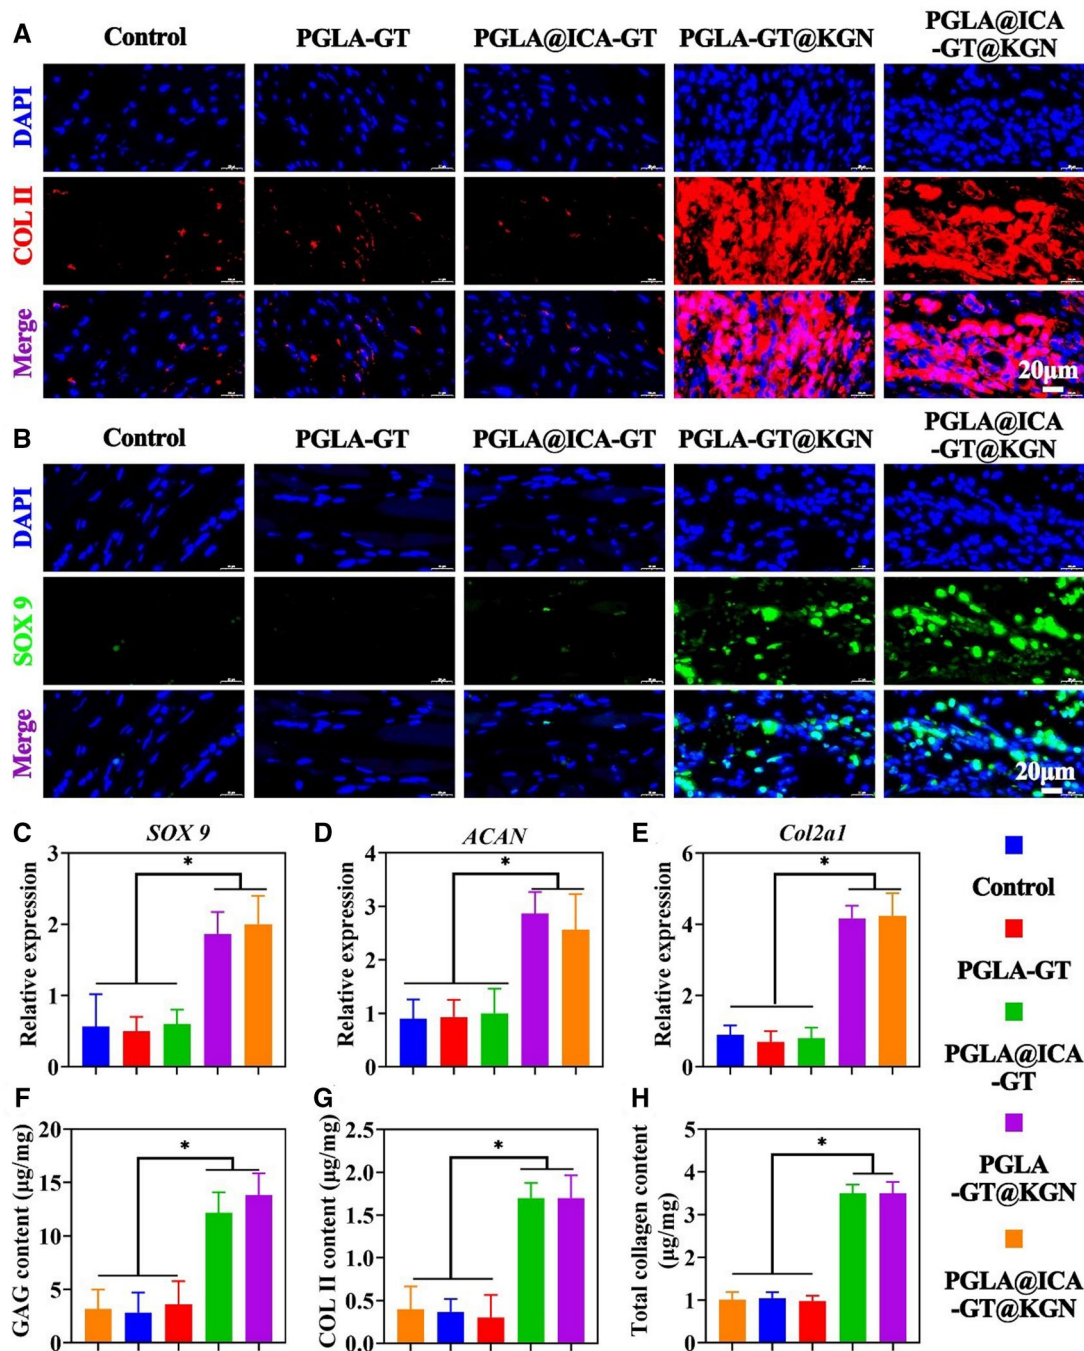 A
Control
PGLA-GT
PGLA@ICA-GT
PGLA-GT@KGN
PGLA@ICA
-GT@KGN
DAPI
COL II
Merge
20μm
B
Control
PGLA-GT
PGLA@ICA-GT
PGLA-GT@KGN
PGLA@ICA
-GT@KGN
DAPI
SOX 9
Merge
20μm
C
SOX 9
Relative expression
3
2
1
0
*
D
ACAN
Relative expression
4
3
2
1
0
*
E
Col2a1
Relative expression
6
4
2
0
*
Control
PGLA-GT
PGLA@ICA
-GT
PGLA
-GT@KGN
PGLA@ICA
-GT@KGN
F
GAG content (μg/mg)
20
15
10
5
0
*
G
COL II content (μg/mg)
2.5
2.0
1.5
1.0
0.5
0.0
*
H
Total collagen content
(μg/mg)
5
4
3
2
1
0
*